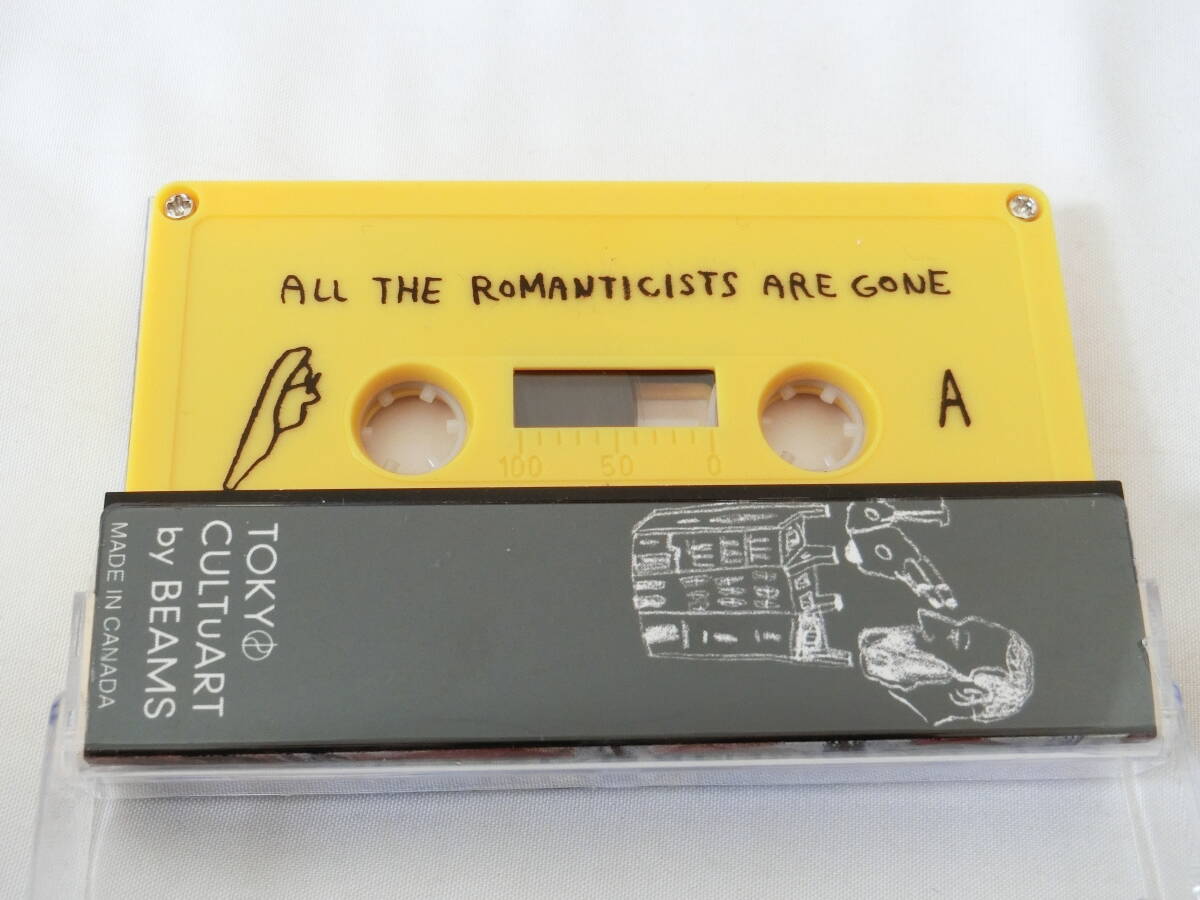 ALL THE ROMANTICISTS ARE GONE
A
100 50 0
TOKYO
CULTUART
by BEAMS
MADE IN CANADA